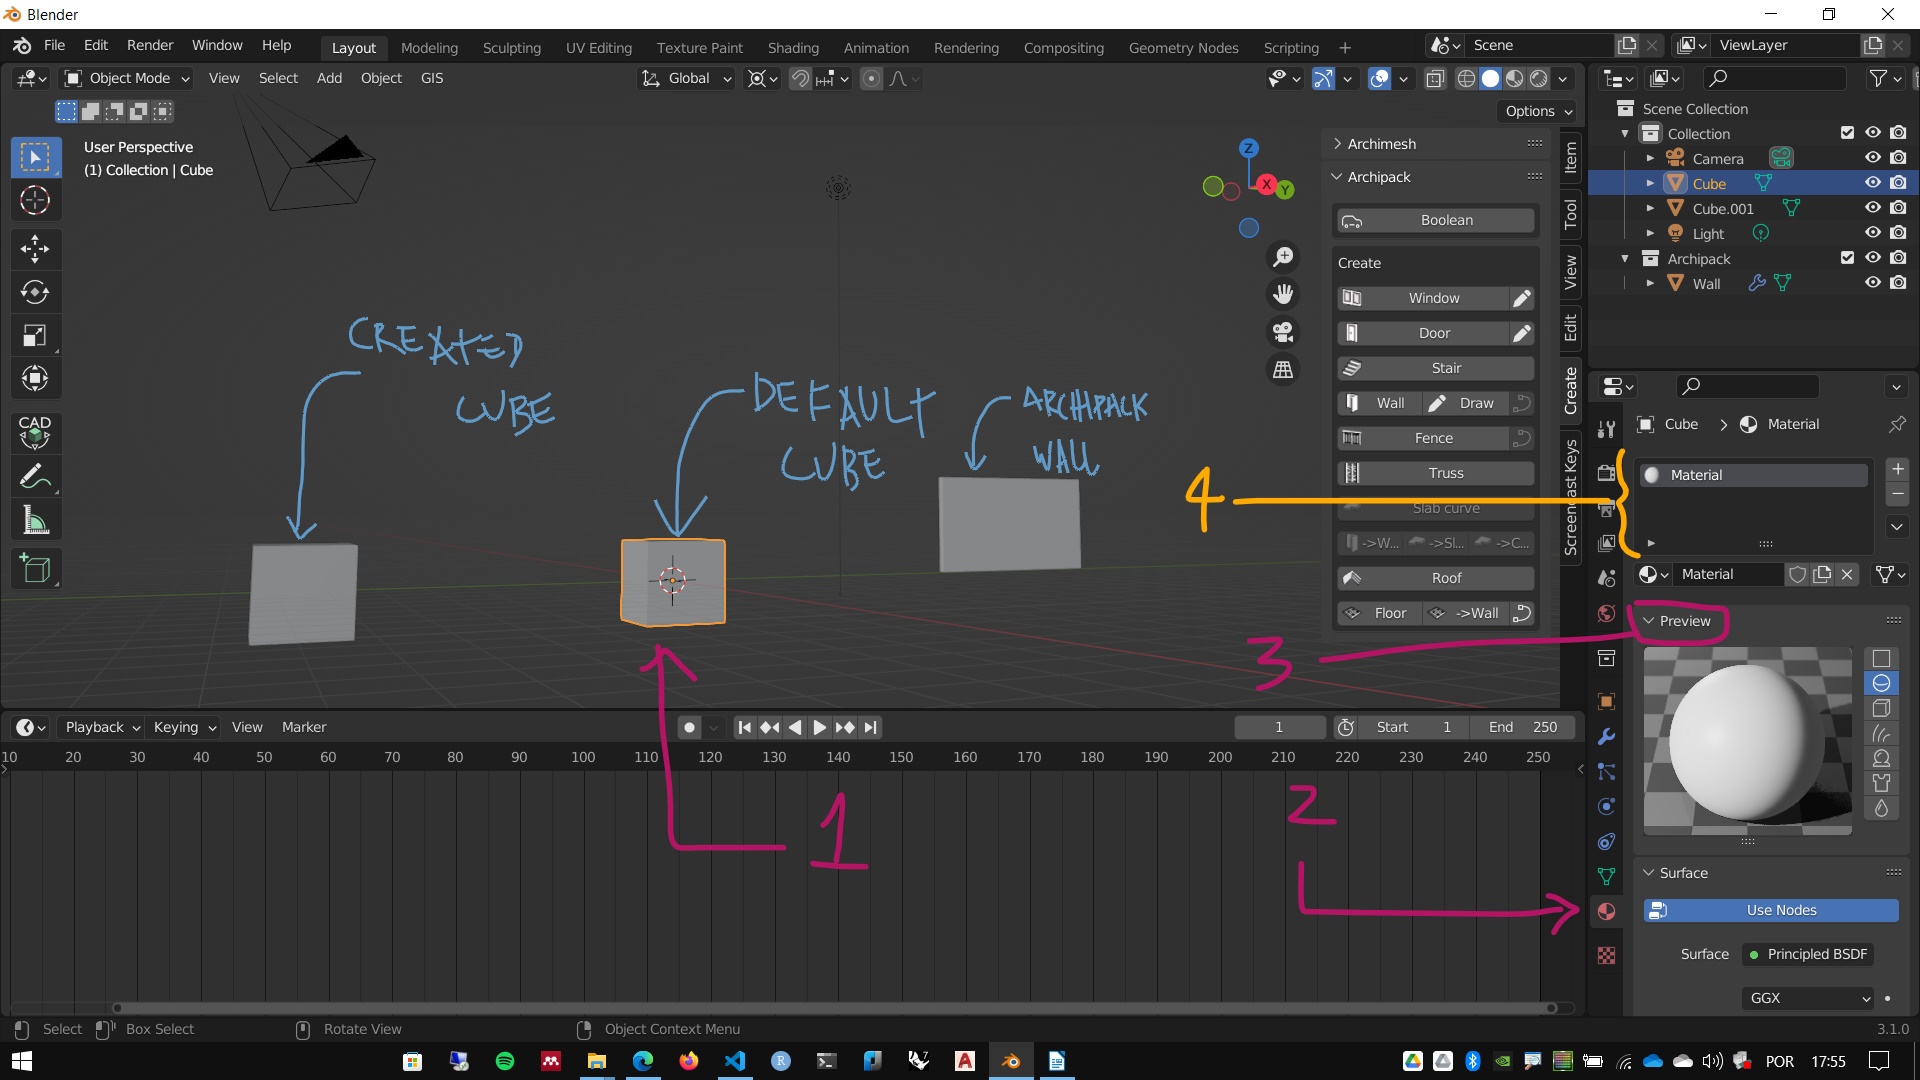 Blender
File Edit Render Window Help
Layout Modeling Sculpting UV Editing Texture Paint Shading Animation Rendering Compositing Geometry Nodes Scripting +
Scene
ViewLayer
Object Mode View Select Add Object GIS
Global
Options
User Perspective
(1) Collection | Cube
Z
X
Y
CAD
Archimesh
Archipack
Boolean
Create
Window
Door
Stair
Wall Draw
Fence
Truss
Slab curve
->W... ->Sl... ->C...
Roof
Floor ->Wall
Item
Tool
View
Edit
Create
Screencast Keys
Scene Collection
Collection
Camera
Cube
Cube.001
Light
Archipack
Wall
Cube > Material
Material
Material
Preview
Surface
Use Nodes
Surface Principled BSDF
GGX
CREATED
CUBE
DEFAULT
CUBE
ARCHIPACK
WALL
1
2
3
4
Playback Keying View Marker
1 Start 1 End 250
10 20 30 40 50 60 70 80 90 100 110 120 130 140 150 160 170 180 190 200 210 220 230 240 250
Select Box Select Rotate View Object Context Menu
3.1.0
POR 17:55